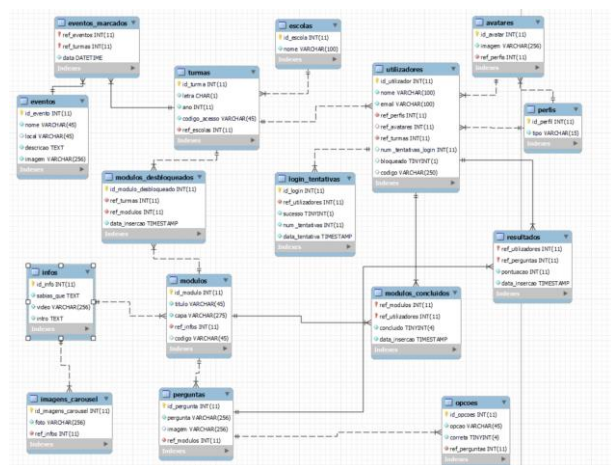 eventos_marcados
ref_eventos INT(11)
ref_turmas INT(11)
data DATETIME
Indexes
eventos
id_evento INT(11)
nome VARCHAR(45)
local VARCHAR(45)
descricao TEXT
imagem VARCHAR(256)
Indexes
escolas
id_escola INT(11)
nome VARCHAR(100)
Indexes
turmas
id_turma INT(11)
letra CHAR(1)
ano INT(11)
codigo_acesso VARCHAR(45)
ref_escolas INT(11)
Indexes
avatares
id_avatar INT(11)
imagem VARCHAR(256)
ref_perfis INT(11)
Indexes
utilizadores
id_utilizador INT(11)
nome VARCHAR(100)
email VARCHAR(100)
ref_perfis INT(11)
ref_avatares INT(11)
ref_turmas INT(11)
num_tentativas_login INT(11)
bloqueado TINYINT(1)
codigo VARCHAR(250)
Indexes
perfis
id_perfil INT(11)
tipo VARCHAR(15)
Indexes
modulos_desbloqueados
id_modulo_desbloqueado INT(11)
ref_turmas INT(11)
ref_modulos INT(11)
data_insercao TIMESTAMP
Indexes
login_tentativas
id_login INT(11)
ref_utilizadores INT(11)
sucesso TINYINT(1)
num_tentativas INT(11)
data_tentativa TIMESTAMP
Indexes
resultados
ref_utilizadores INT(11)
ref_perguntas INT(11)
pontuacao INT(11)
data_insercao TIMESTAMP
Indexes
infos
id_info INT(11)
sabias_que TEXT
video VARCHAR(256)
intro TEXT
Indexes
modulos
id_modulo INT(11)
titulo VARCHAR(45)
capa VARCHAR(275)
ref_infos INT(11)
codigo VARCHAR(45)
Indexes
modulos_concluidos
ref_modulos INT(11)
ref_utilizadores INT(11)
concluido TINYINT(4)
data_insercao TIMESTAMP
Indexes
imagens_carousel
id_imagens_carousel INT(11)
foto VARCHAR(256)
ref_infos INT(11)
Indexes
perguntas
id_pergunta INT(11)
pergunta VARCHAR(256)
imagem VARCHAR(256)
ref_modulos INT(11)
Indexes
opcoes
id_opcoes INT(11)
opcao VARCHAR(45)
correta TINYINT(4)
ref_perguntas INT(11)
Indexes